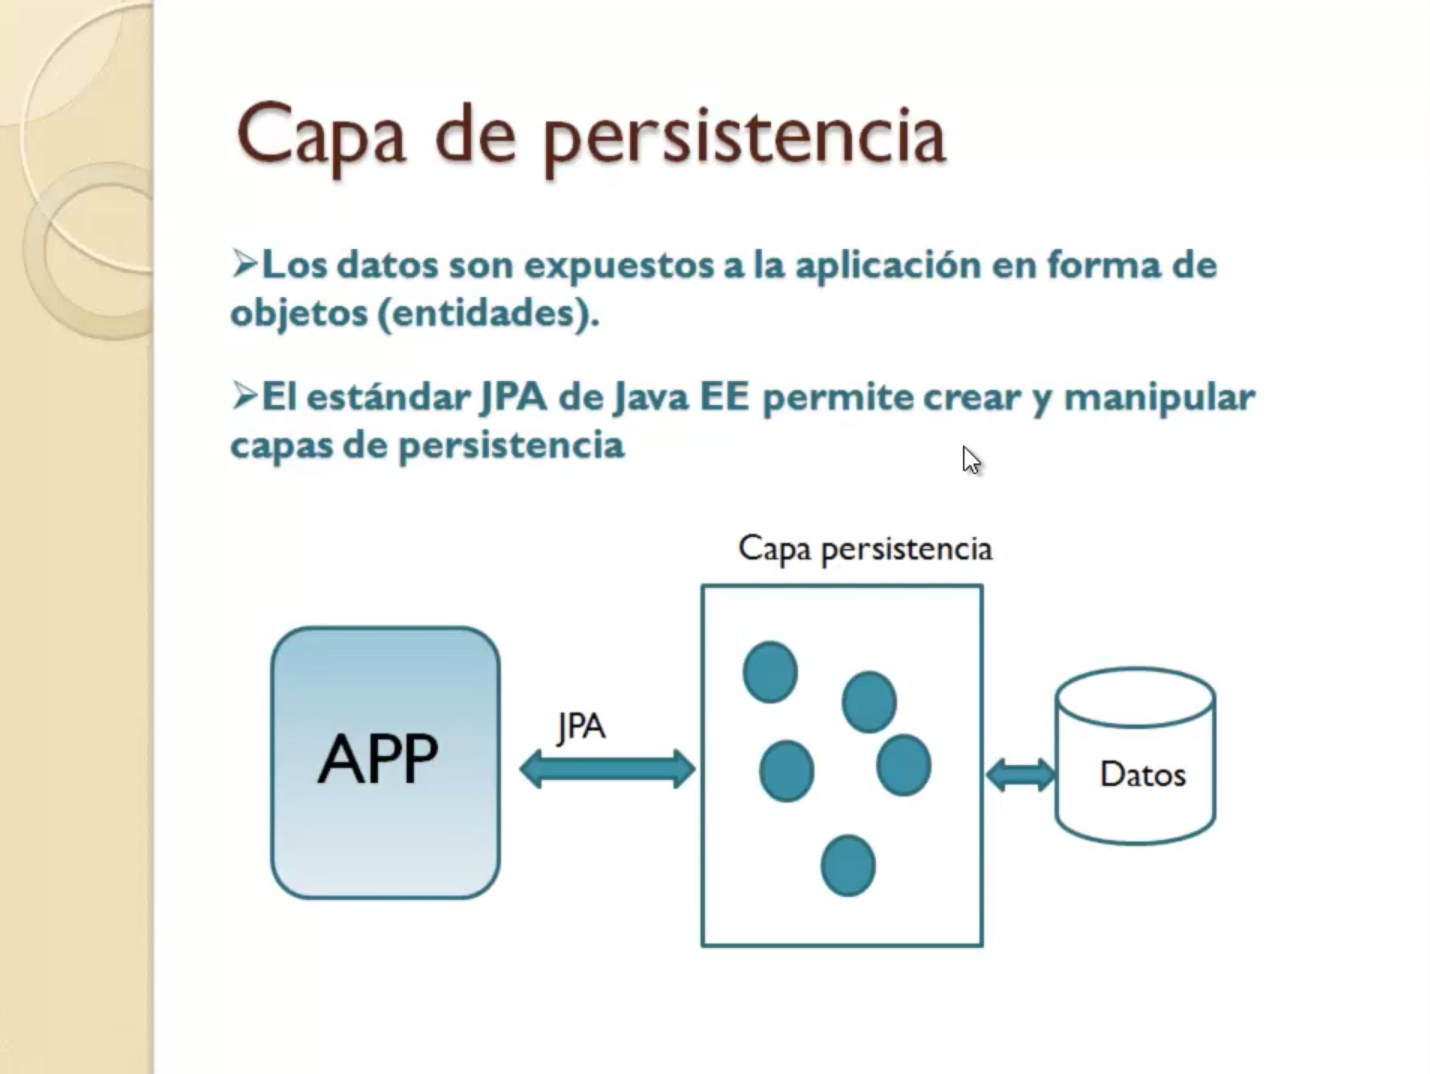 Capa de persistencia
➢Los datos son expuestos a la aplicación en forma de
objetos (entidades).
➢El estándar JPA de Java EE permite crear y manipular
capas de persistencia
Capa persistencia
APP
JPA
Datos